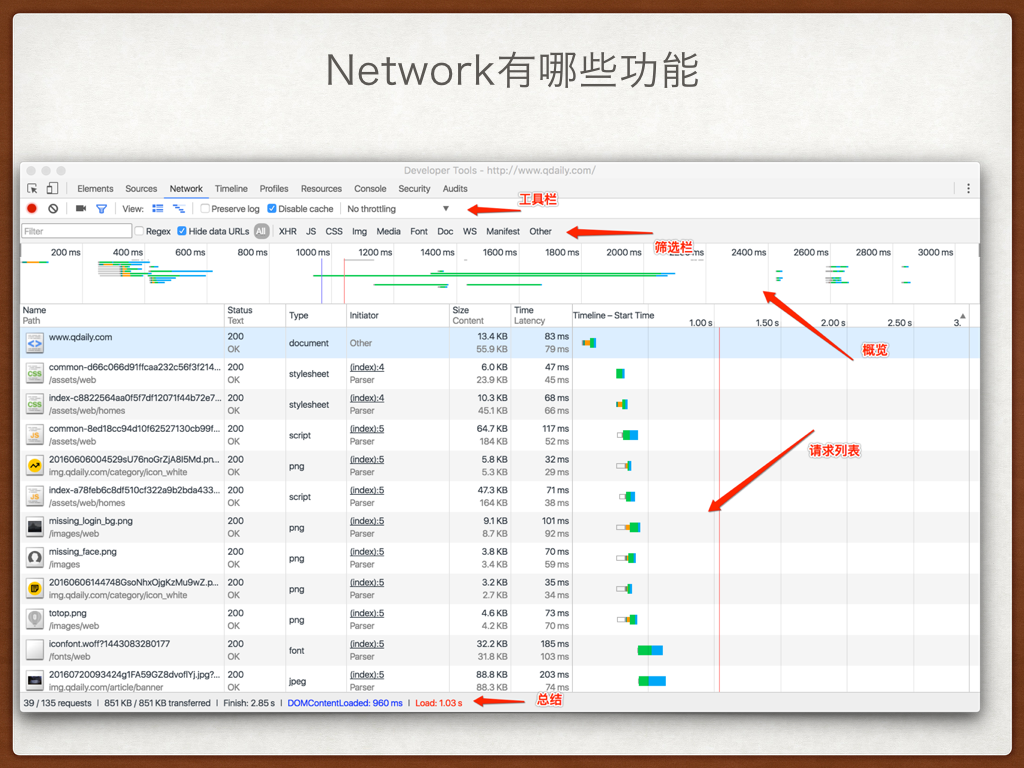 Network有哪些功能
Developer Tools - http://www.qdaily.com/
Elements Sources Network Timeline Profiles Resources Console Security Audits
View: Preserve log Disable cache No throttling 工具栏
Filter Regex Hide data URLs All XHR JS CSS Img Media Font Doc WS Manifest Other
筛选栏
200 ms 400 ms 600 ms 800 ms 1000 ms 1200 ms 1400 ms 1600 ms 1800 ms 2000 ms 2400 ms 2600 ms 2800 ms 3000 ms
概览
Name Status Type Initiator Size Time Timeline – Start Time
Path Text Content Latency 1.00 s 1.50 s 2.00 s 2.50 s 3.
www.qdaily.com 200 document Other 13.4 KB 83 ms
OK 55.9 KB 79 ms
common-d66c066d91ffcaa232c56f3f214... 200 stylesheet (index):4 6.0 KB 47 ms
/assets/web OK Parser 23.9 KB 45 ms
index-c8822564aa0f5f7df12071f44b72e7... 200 stylesheet (index):4 10.3 KB 68 ms
/assets/web/homes OK Parser 45.1 KB 66 ms
common-8ed18cc94d10f62527130cb99f... 200 script (index):5 64.7 KB 117 ms
/assets/web OK Parser 184 KB 52 ms
请求列表
20160606004529sU76noGrZjA8I5Md.pn... 200 png (index):5 5.8 KB 32 ms
img.qdaily.com/category/icon_white OK Parser 5.3 KB 29 ms
index-a78feb6c8df510cf322a9b2bda433... 200 script (index):5 47.3 KB 71 ms
/assets/web/homes OK Parser 164 KB 38 ms
missing_login_bg.png 200 png (index):5 9.1 KB 101 ms
/images/web OK Parser 8.7 KB 92 ms
missing_face.png 200 png (index):5 3.8 KB 70 ms
/images OK Parser 3.4 KB 59 ms
20160606144748GsoNhxOjgKzMu9wZ.p... 200 png (index):5 3.2 KB 35 ms
img.qdaily.com/category/icon_white OK Parser 2.7 KB 34 ms
totop.png 200 png (index):5 4.6 KB 73 ms
/images/web OK Parser 4.2 KB 70 ms
iconfont.woff?1443083280177 200 font (index):5 32.2 KB 185 ms
/fonts/web OK Parser 31.8 KB 103 ms
20160720093424g1FA59GZ8dvofIYj.jpg?... 200 jpeg (index):5 88.8 KB 203 ms
img.qdaily.com/article/banner OK Parser 88.3 KB 74 ms
39 / 135 requests | 851 KB / 851 KB transferred | Finish: 2.85 s | DOMContentLoaded: 960 ms | Load: 1.03 s 总结